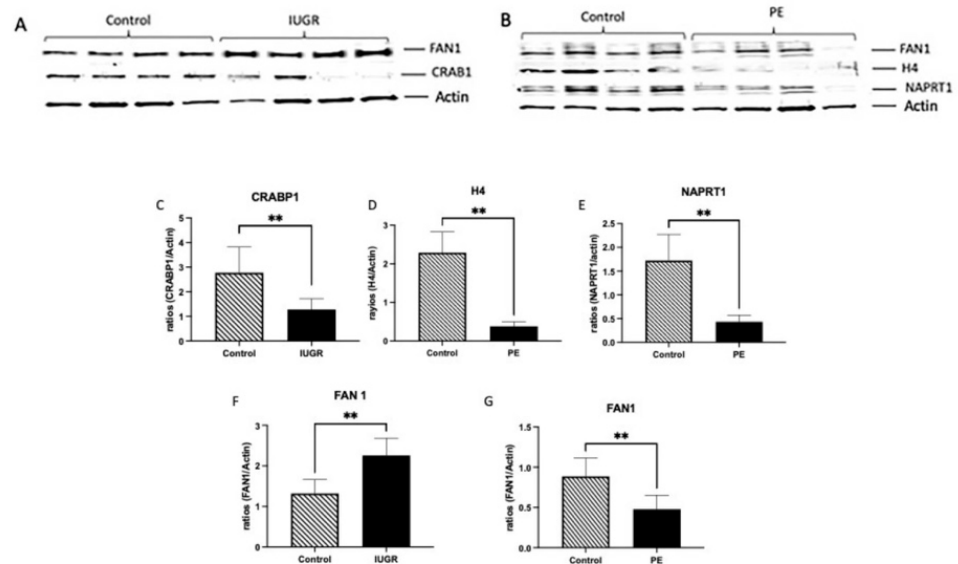 A
Control
IUGR
FAN1
CRAB1
Actin
B
Control
PE
FAN1
H4
NAPRT1
Actin
C
CRABP1
**
ratios (CRABP1/Actin)
5
4
3
2
1
0
Control
IUGR
D
H4
**
rayios (H4/Actin)
3
2
1
0
Control
PE
E
NAPRT1
**
ratios (NAPRT1/actin)
2.5
2.0
1.5
1.0
0.5
0.0
Control
PE
F
FAN 1
**
ratios (FAN1/Actin)
3
2
1
0
Control
IUGR
G
FAN1
**
ratios (FAN1/Actin)
1.5
1.0
0.5
0.0
Control
PE